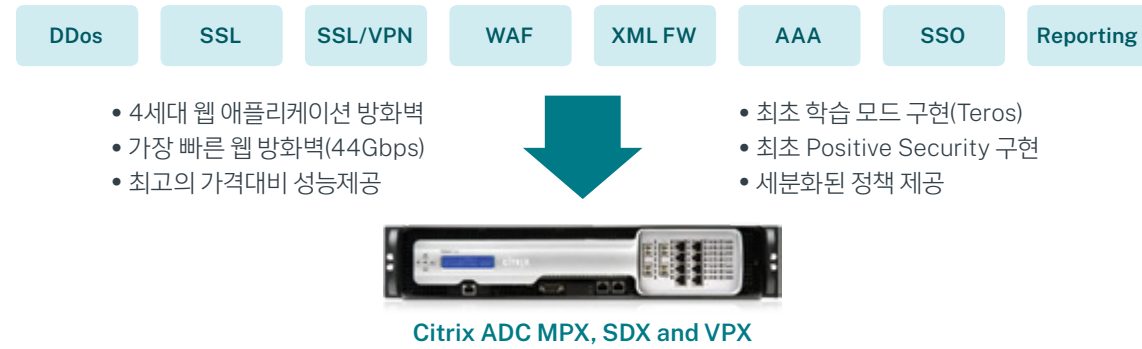 DDos SSL SSL/VPN WAF XML FW AAA SSO Reporting
• 4세대 웹 애플리케이션 방화벽
• 가장 빠른 웹 방화벽(44Gbps)
• 최고의 가격대비 성능제공
• 최초 학습 모드 구현(Teros)
• 최초 Positive Security 구현
• 세분화된 정책 제공
CITRIX
Citrix ADC MPX, SDX and VPX